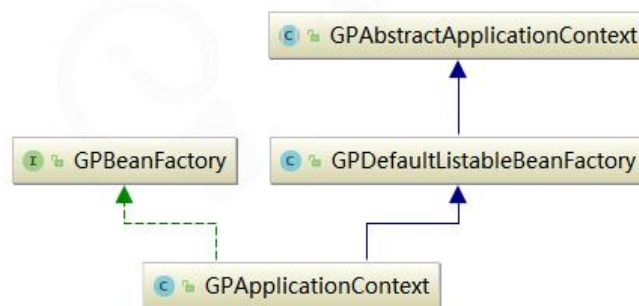 C GPAbstractApplicationContext
I GPBeanFactory
C GPDefaultListableBeanFactory
C GPApplicationContext